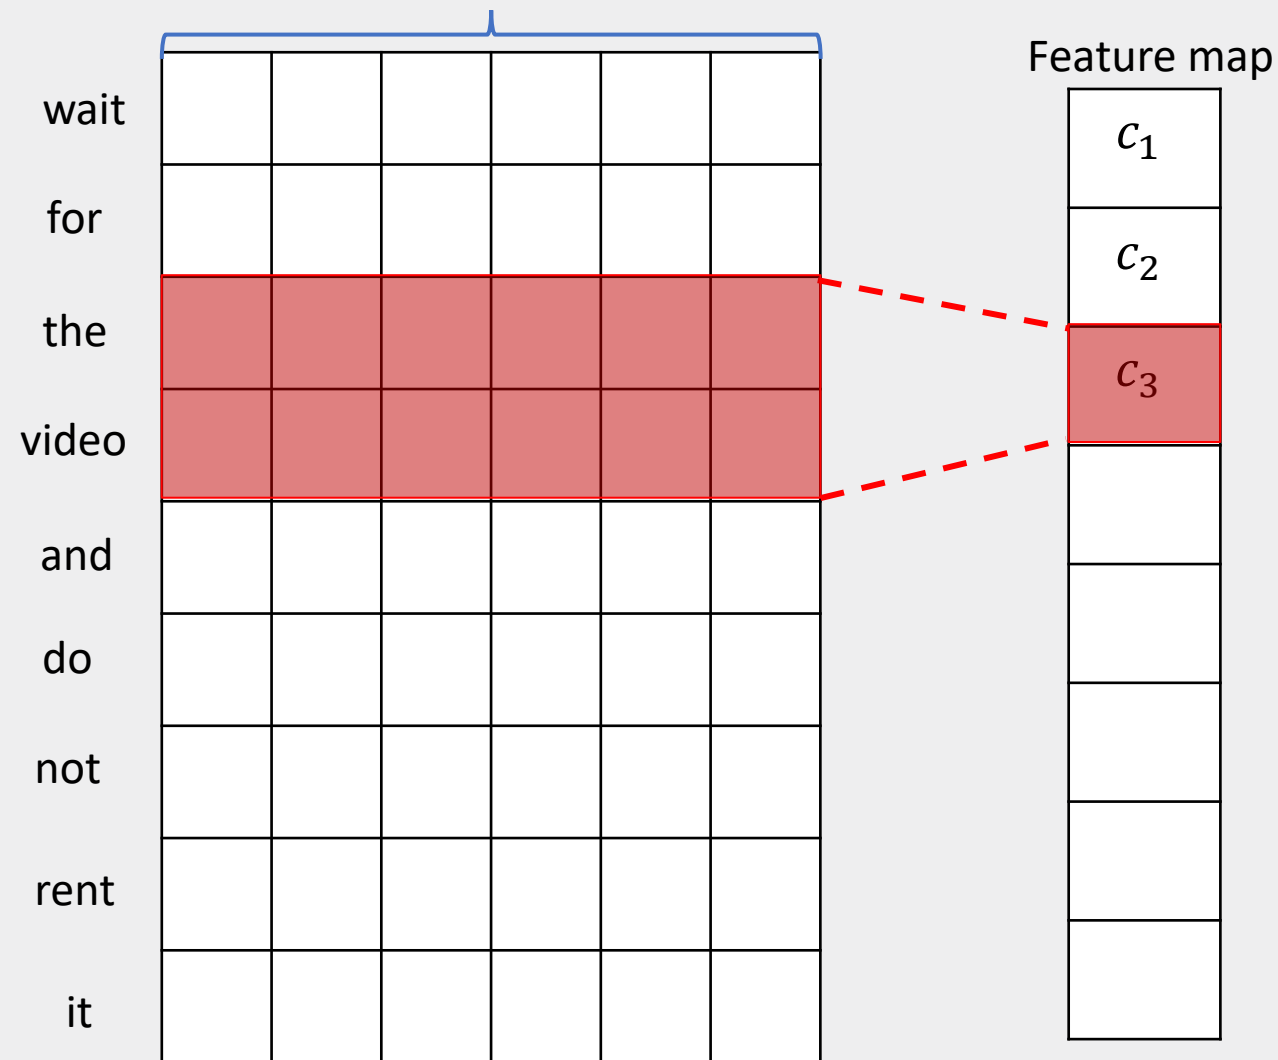 Feature map
wait
c₁
for
c₂
the
c₃
video
and
do
not
rent
it